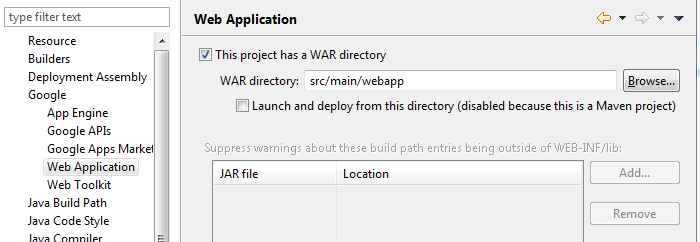 type filter text
Resource
Builders
Deployment Assembly
Google
App Engine
Google APIs
Google Apps Market
Web Application
Web Toolkit
Java Build Path
Java Code Style
Java Compiler
Web Application
This project has a WAR directory
WAR directory: src/main/webapp Browse...
Launch and deploy from this directory (disabled because this is a Maven project)
Suppress warnings about these build path entries being outside of WEB-INF/lib:
JAR file Location
Add...
Remove